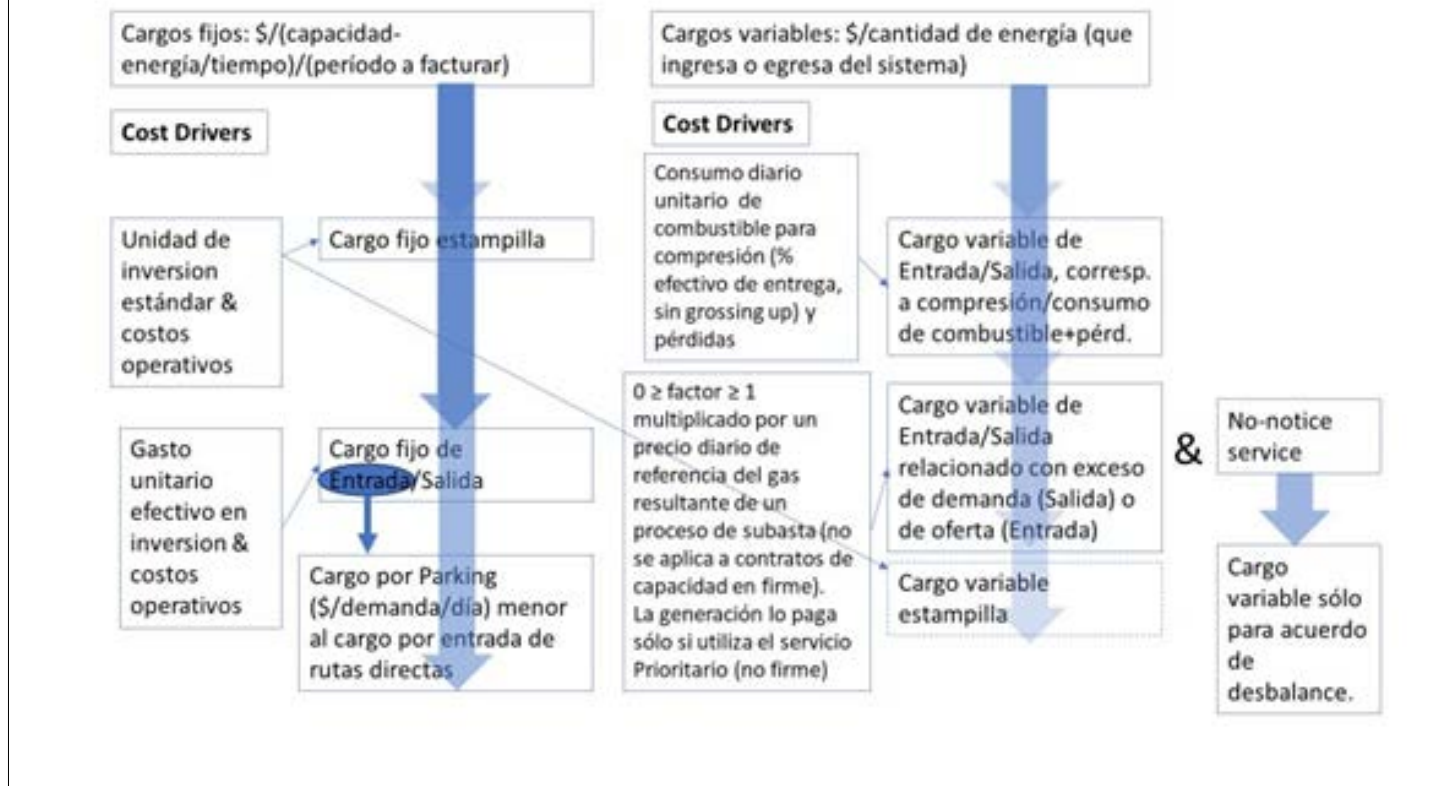 Cargos fijos: $/(capacidad-
energía/tiempo)/(período a facturar)
Cost Drivers
Unidad de
inversion
estándar &
costos
operativos
Cargo fijo estampilla
Gasto
unitario
efectivo en
inversion &
costos
operativos
Cargo fijo de
Entrada/Salida
Cargo por Parking
($/demanda/día) menor
al cargo por entrada de
rutas directas
Cargos variables: $/cantidad de energía (que
ingresa o egresa del sistema)
Cost Drivers
Consumo diario
unitario de
combustible para
compresión (%
efectivo de entrega,
sin grossing up) y
pérdidas
Cargo variable de
Entrada/Salida, corresp.
a compresión/consumo
de combustible+pérd.
0 ≥ factor ≥ 1
multiplicado por un
precio diario de
referencia del gas
resultante de un
proceso de subasta (no
se aplica a contratos de
capacidad en firme).
La generación lo paga
sólo si utiliza el servicio
Prioritario (no firme)
Cargo variable de
Entrada/Salida
relacionado con exceso
de demanda (Salida) o
de oferta (Entrada)
Cargo variable
estampilla
&
No-notice
service
Cargo
variable sólo
para acuerdo
de
desbalance.